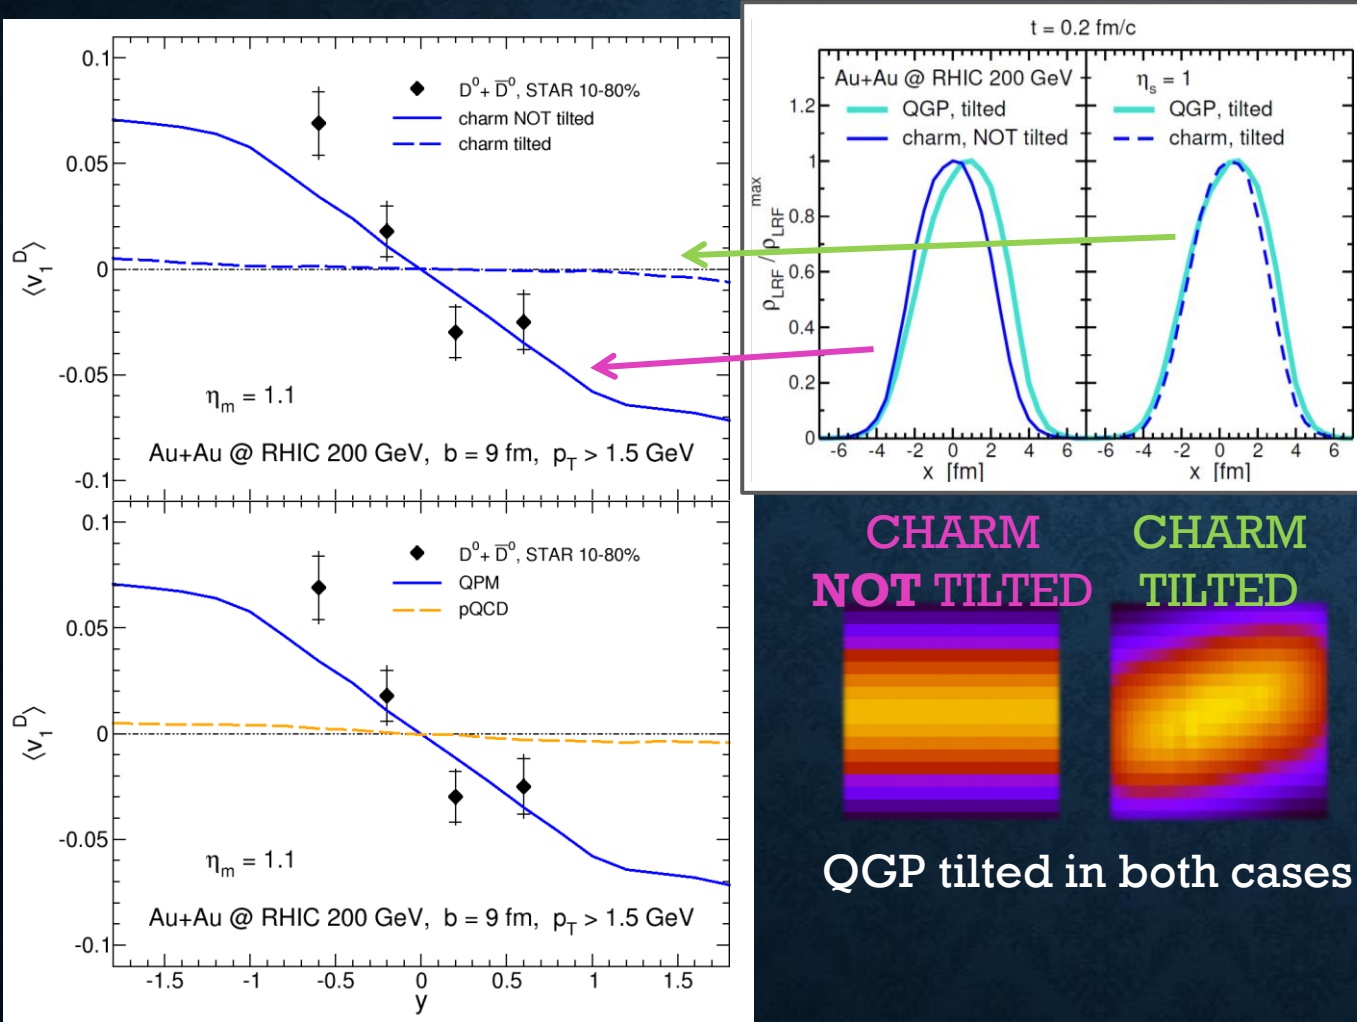 0.1
0.05
0
-0.05
-0.1
⟨v₁ᴰ⟩
D⁰ + D̅⁰, STAR 10-80%
charm NOT tilted
charm tilted
ηₘ = 1.1
Au+Au @ RHIC 200 GeV, b = 9 fm, p_T > 1.5 GeV
0.1
0.05
0
-0.05
-0.1
⟨v₁ᴰ⟩
D⁰ + D̅⁰, STAR 10-80%
QPM
pQCD
ηₘ = 1.1
Au+Au @ RHIC 200 GeV, b = 9 fm, p_T > 1.5 GeV
-1.5 -1 -0.5 0 0.5 1 1.5
y
t = 0.2 fm/c
Au+Au @ RHIC 200 GeV
QGP, tilted
charm, NOT tilted
ηₛ = 1
QGP, tilted
charm, tilted
1.2
1
0.8
0.6
0.4
0.2
0
ρ_LRF / ρ_LRF^max
-6 -4 -2 0 2 4 6
x [fm]
-6 -4 -2 0 2 4 6
x [fm]
CHARM
NOT TILTED
CHARM
TILTED
QGP tilted in both cases